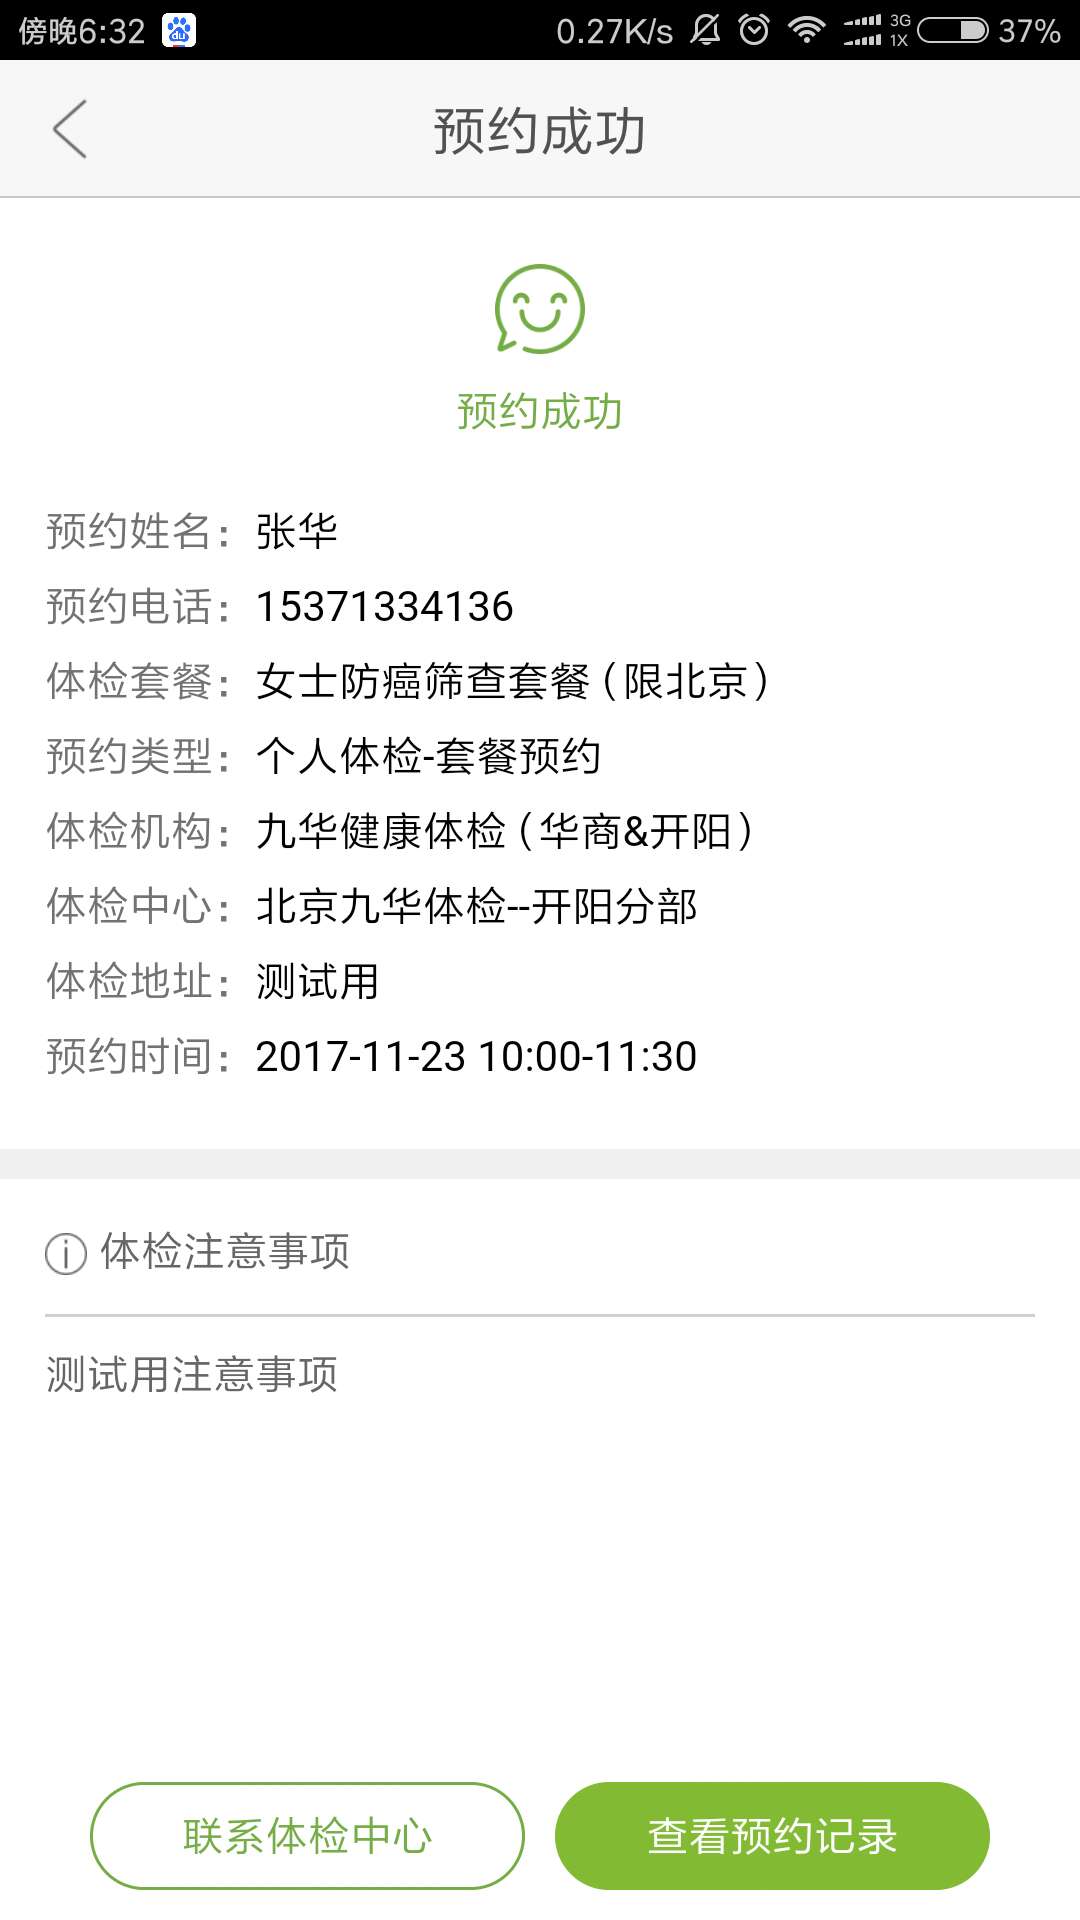 傍晚6:32 du 0.27K/s 3G 1X 37%
预约成功
预约成功
预约姓名：张华
预约电话：15371334136
体检套餐：女士防癌筛查套餐（限北京）
预约类型：个人体检-套餐预约
体检机构：九华健康体检（华商&开阳）
体检中心：北京九华体检--开阳分部
体检地址：测试用
预约时间：2017-11-23 10:00-11:30
体检注意事项
测试用注意事项
联系体检中心 查看预约记录